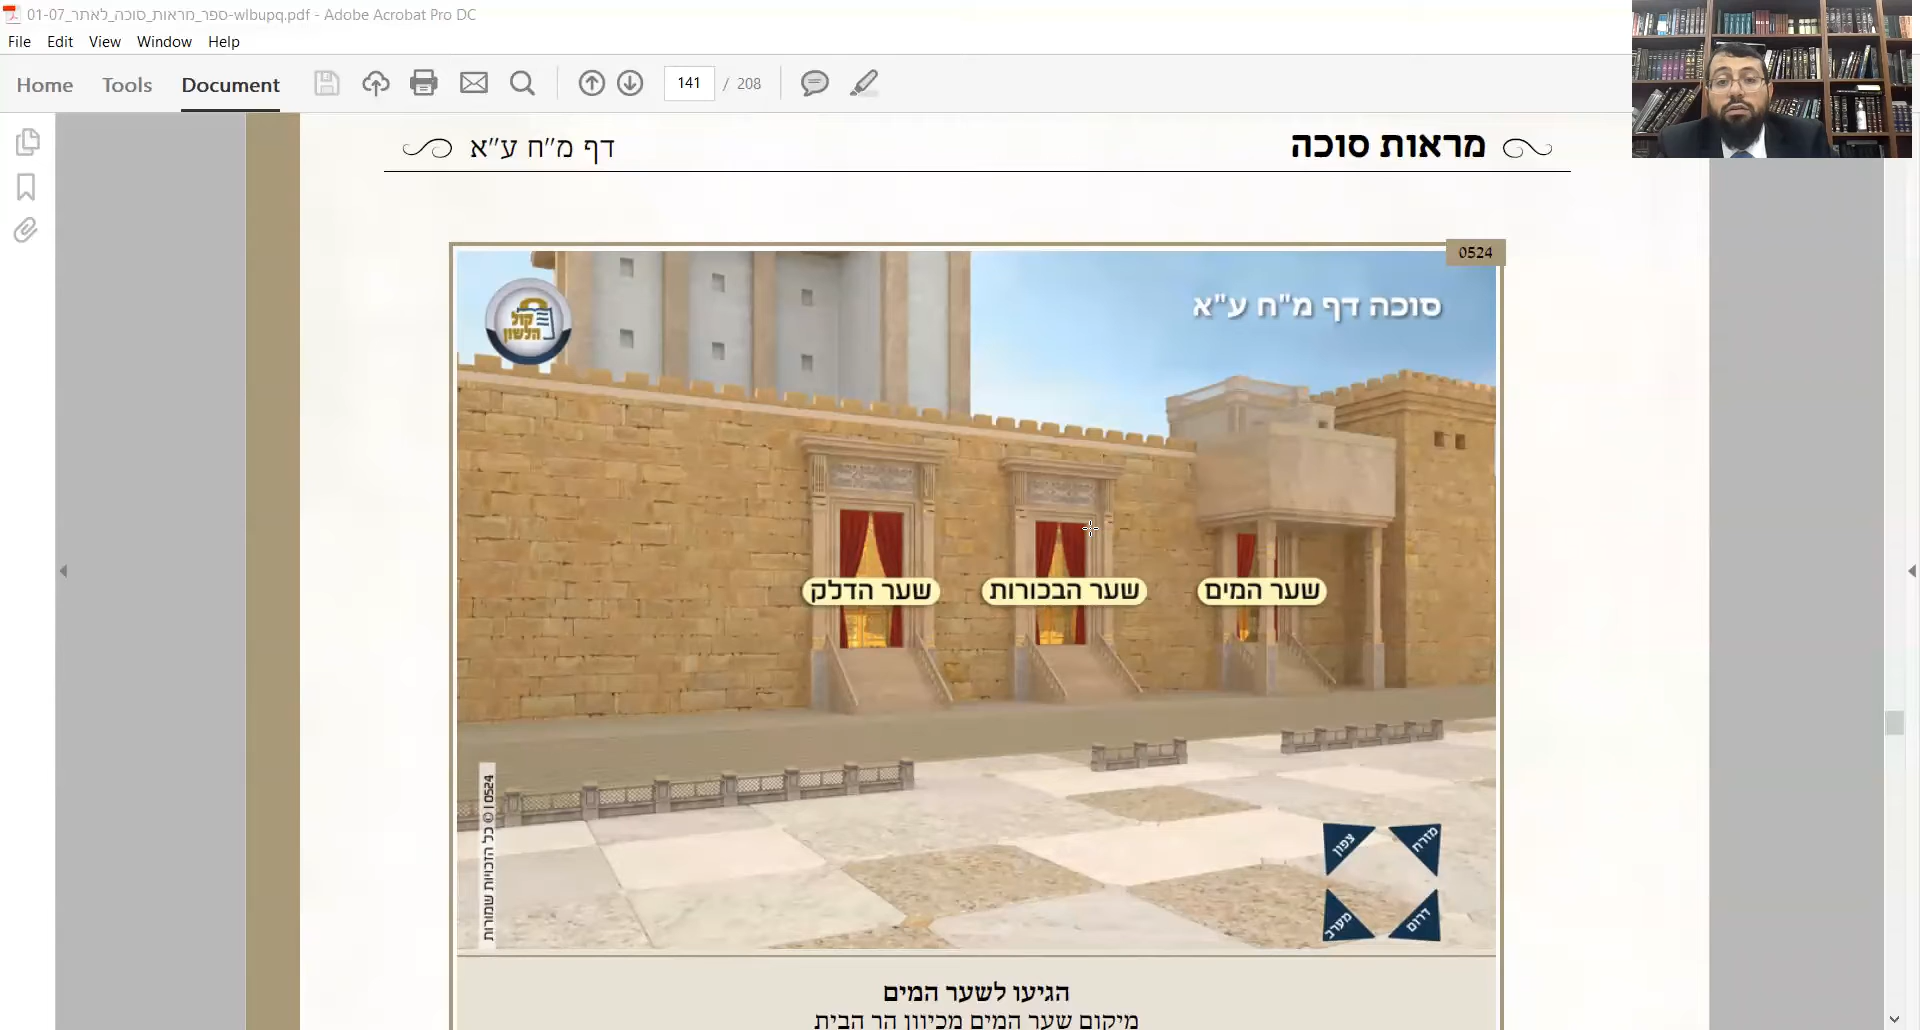 01-07_ספר_מראות_סוכה_לאתר-wlbupq.pdf - Adobe Acrobat Pro DC
File Edit View Window Help
Home Tools Document 141 / 208
מראות סוכה
דף מ״ח ע״א
0524
סוכה דף מ"ח ע"א
קול
הלשון
שער המים
שער הבכורות
שער הדלק
כל הזכויות שמורות © | 0524
צפון
מזרח
מערב
דרום
הגיעו לשער המים
מיקום שער המים מכיוון הר הבית